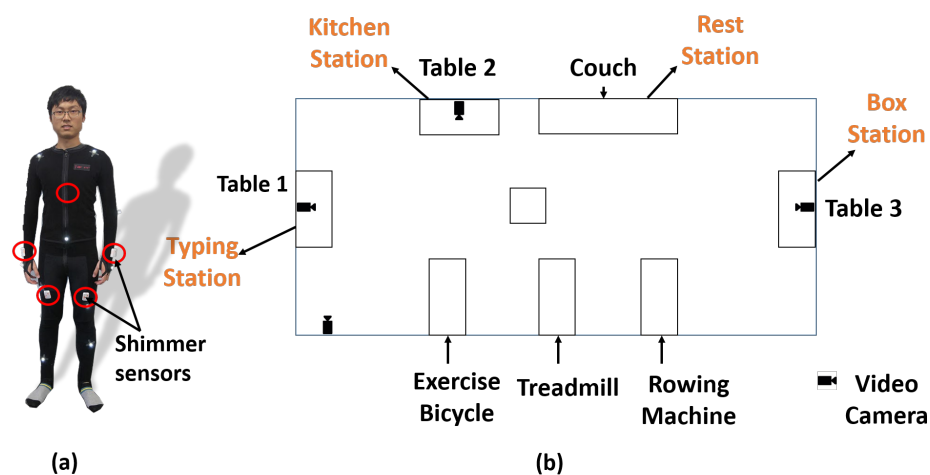 Kitchen
Station
Table 2
Couch
Rest
Station
Box
Station
Table 1
Table 3
Typing
Station
Shimmer
sensors
Exercise
Bicycle
Treadmill
Rowing
Machine
Video
Camera
(a)
(b)